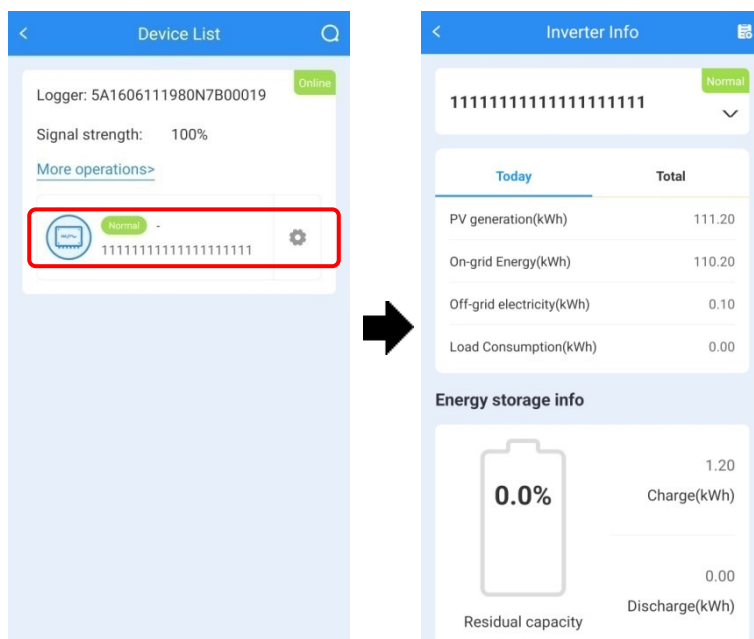 Device List
Logger: 5A1606111980N7B00019
Online
Signal strength: 100%
More operations>
Normal -
11111111111111111111
Inverter Info
11111111111111111111
Normal
Today Total
PV generation(kWh) 111.20
On-grid Energy(kWh) 110.20
Off-grid electricity(kWh) 0.10
Load Consumption(kWh) 0.00
Energy storage info
0.0%
Residual capacity
1.20
Charge(kWh)
0.00
Discharge(kWh)